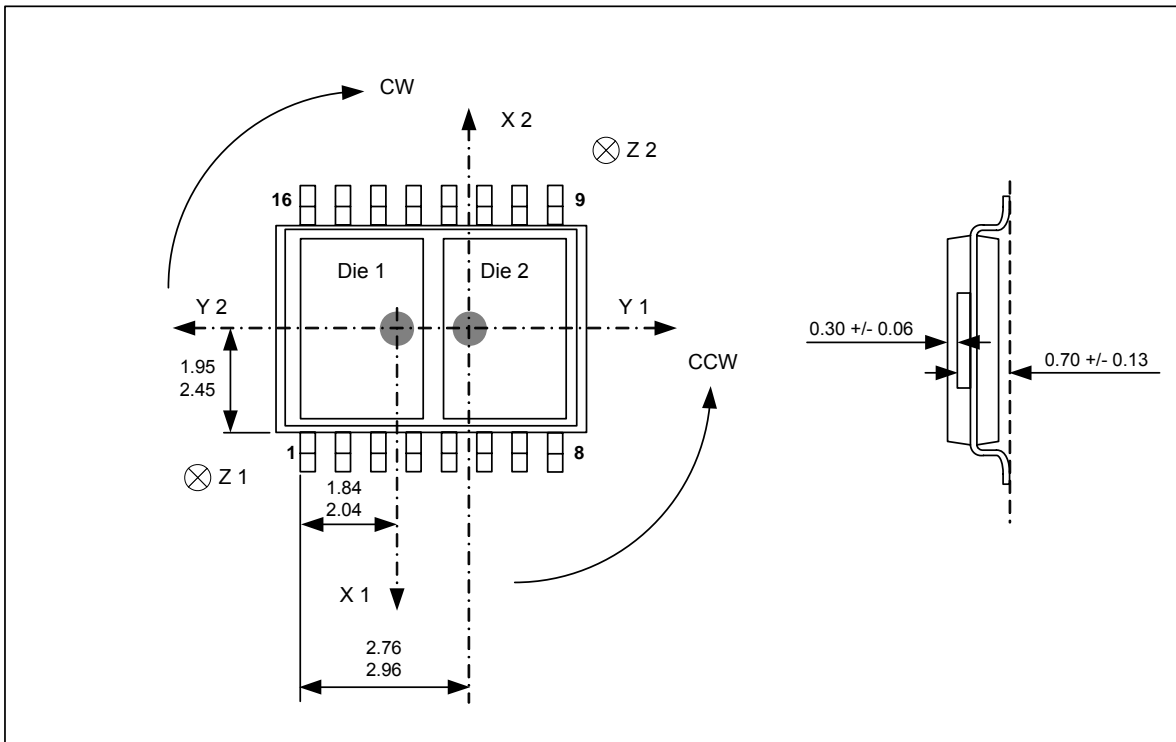 CW
X 2
⊗ Z 2
16
9
Die 1
Die 2
Y 2
Y 1
0.30 +/- 0.06
1.95
2.45
CCW
0.70 +/- 0.13
1
8
Z 1
1.84
2.04
X 1
2.76
2.96